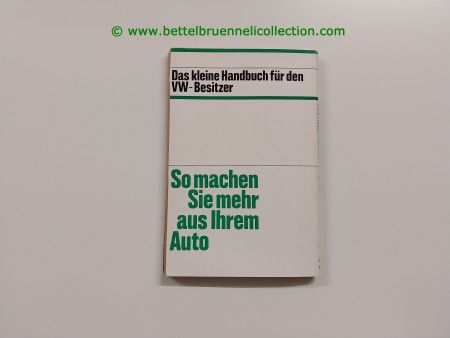 © www.bettelbruennelicollection.com
Das kleine Handbuch für den
VW-Besitzer
So machen
Sie mehr
aus Ihrem
Auto